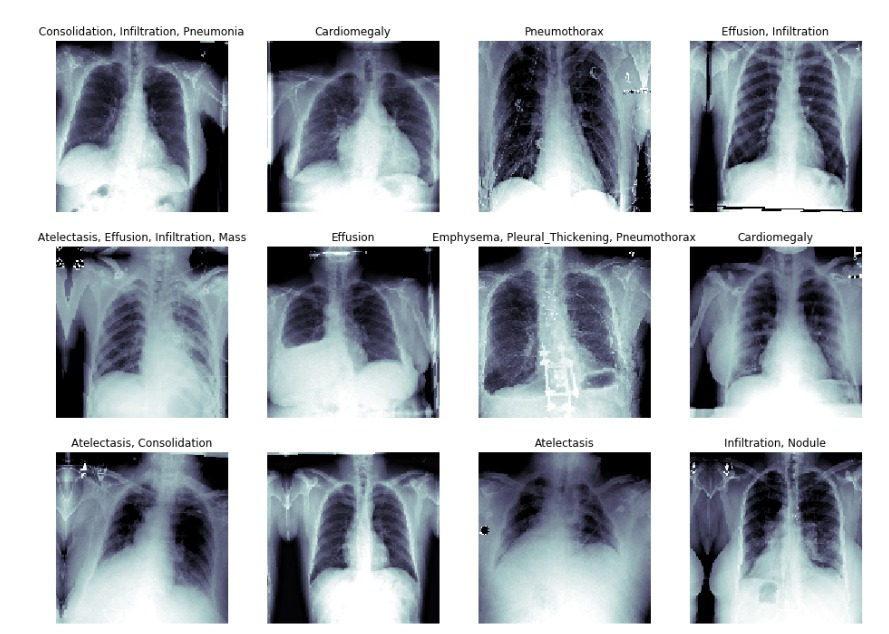 Consolidation, Infiltration, Pneumonia
Cardiomegaly
Pneumothorax
Effusion, Infiltration
Atelectasis, Effusion, Infiltration, Mass
Effusion
Emphysema, Pleural_Thickening, Pneumothorax
Cardiomegaly
Atelectasis, Consolidation
Atelectasis
Infiltration, Nodule